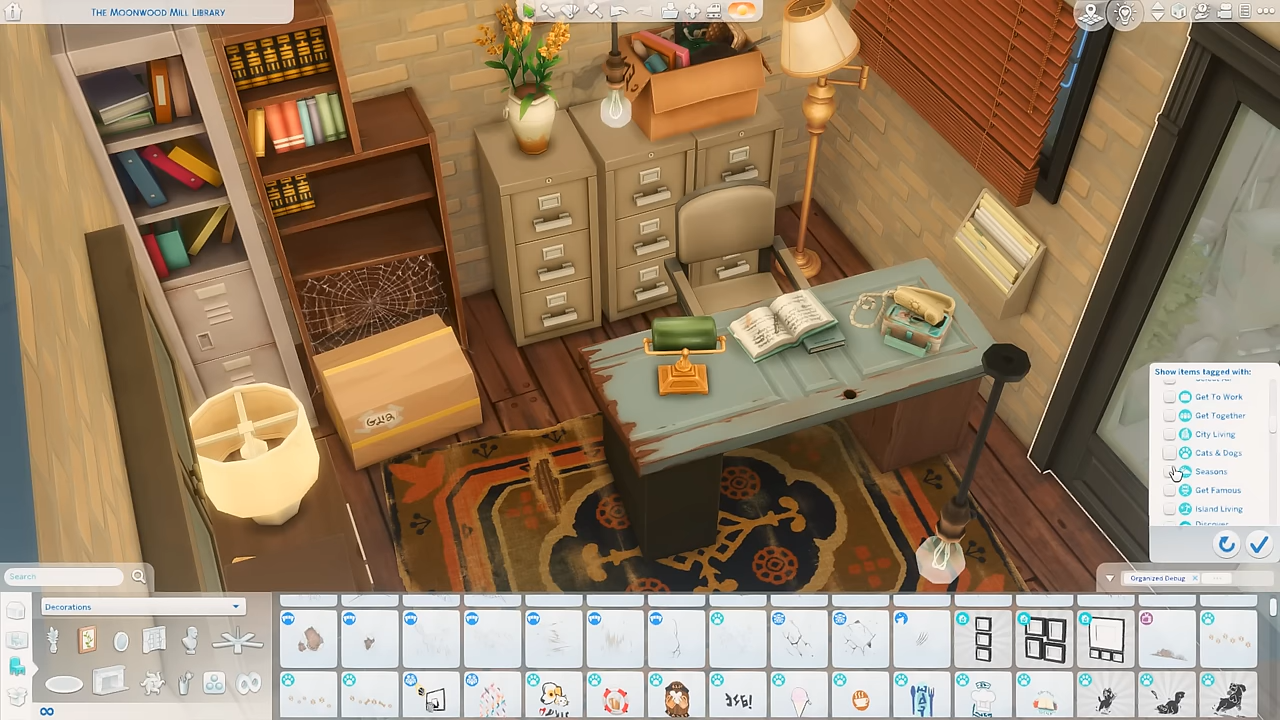 THE MOONWOOD MILL LIBRARY
Show items tagged with:
Get To Work
Get Together
City Living
Cats & Dogs
Seasons
Get Famous
Island Living
Discover
Search
Organized Debug
Decorations